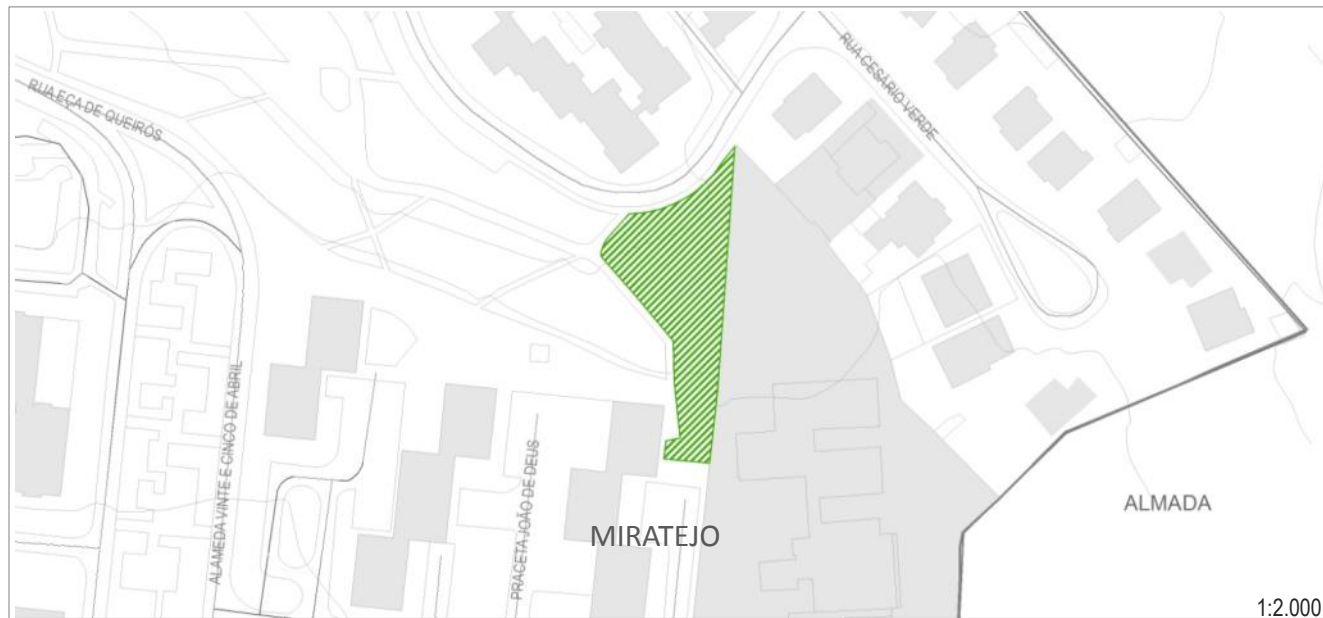 RUA EÇA DE QUEIRÓS
RUA CESÁRIO VERDE
ALAMEDA VINTE E CINCO DE ABRIL
PRACETA JOÃO DE DEUS
MIRATEJO
ALMADA
1:2.000